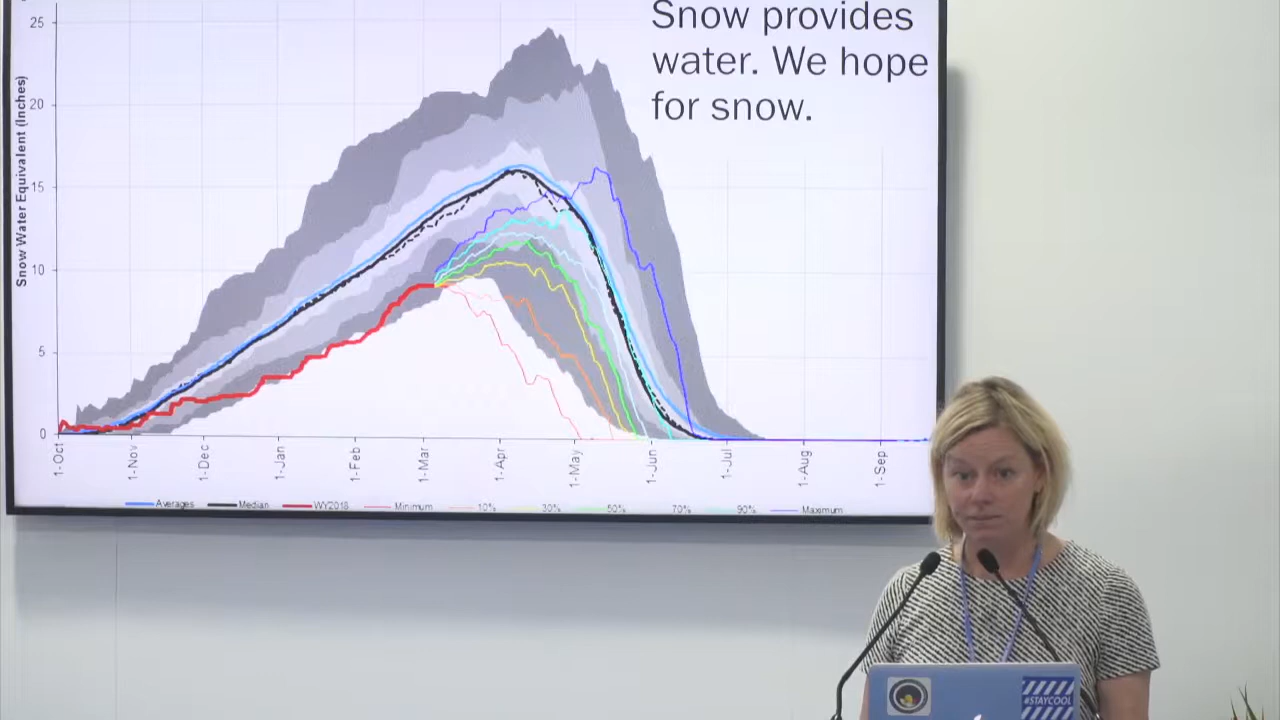 Snow provides
water. We hope
for snow.
Snow Water Equivalent (Inches)
25
20
15
10
5
0
1-Oct
1-Nov
1-Dec
1-Jan
1-Feb
1-Mar
1-Apr
1-May
1-Jun
1-Jul
1-Aug
1-Sep
Averages
Median
WY2018
Minimum
10%
30%
50%
70%
90%
Maximum
#STAYCOOL